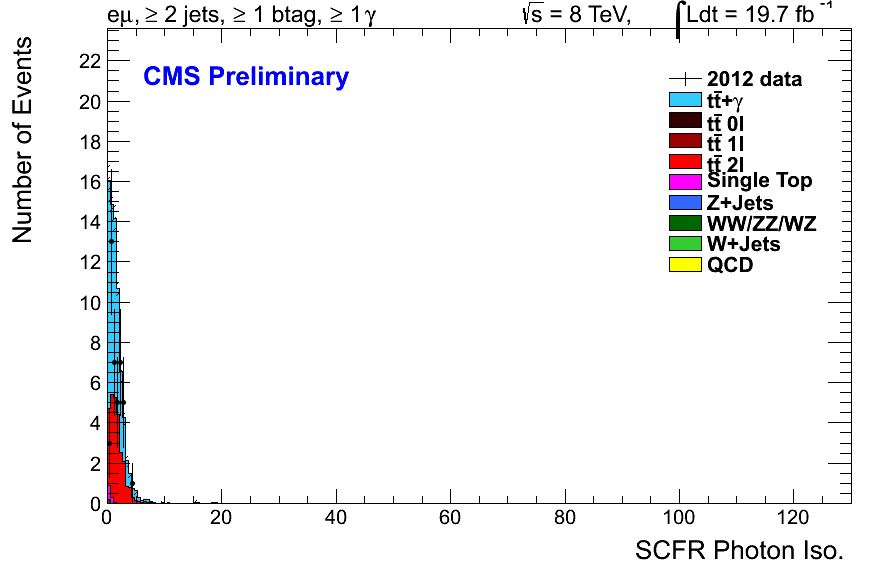 eμ, ≥ 2 jets, ≥ 1 btag, ≥ 1 γ
√s = 8 TeV, ∫Ldt = 19.7 fb⁻¹
CMS Preliminary
Number of Events
2012 data
tt̄+γ
tt̄ 0l
tt̄ 1l
tt̄ 2l
Single Top
Z+Jets
WW/ZZ/WZ
W+Jets
QCD
22
20
18
16
14
12
10
8
6
4
2
0
0 20 40 60 80 100 120
SCFR Photon Iso.